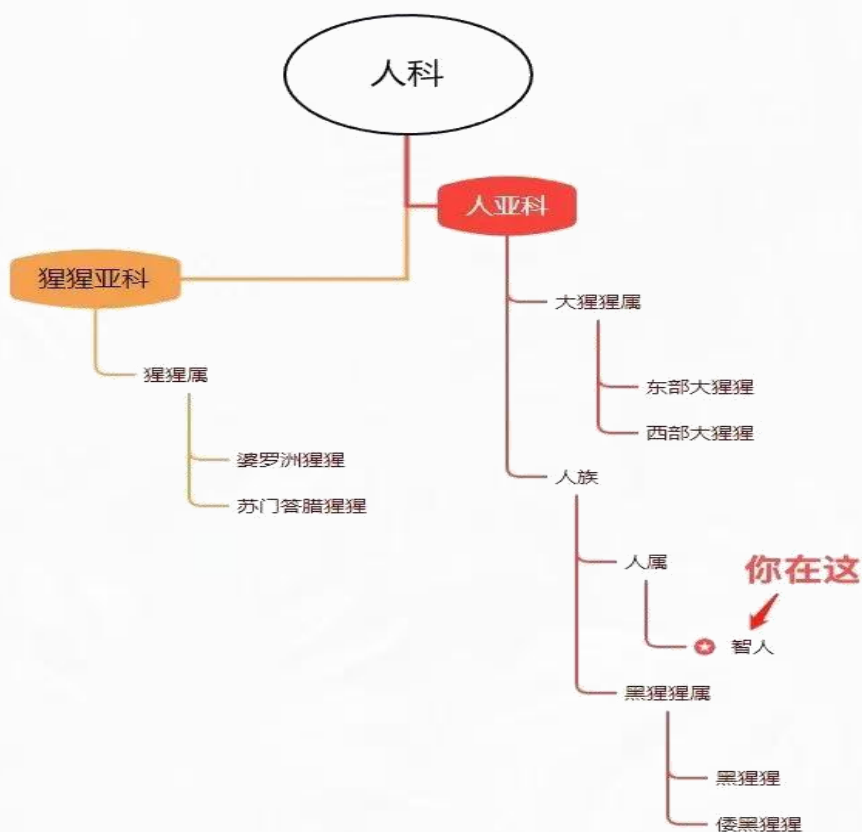 人科
人亚科
猩猩亚科
大猩猩属
猩猩属
东部大猩猩
西部大猩猩
婆罗洲猩猩
人族
苏门答腊猩猩
人属
你在这
智人
黑猩猩属
黑猩猩
倭黑猩猩